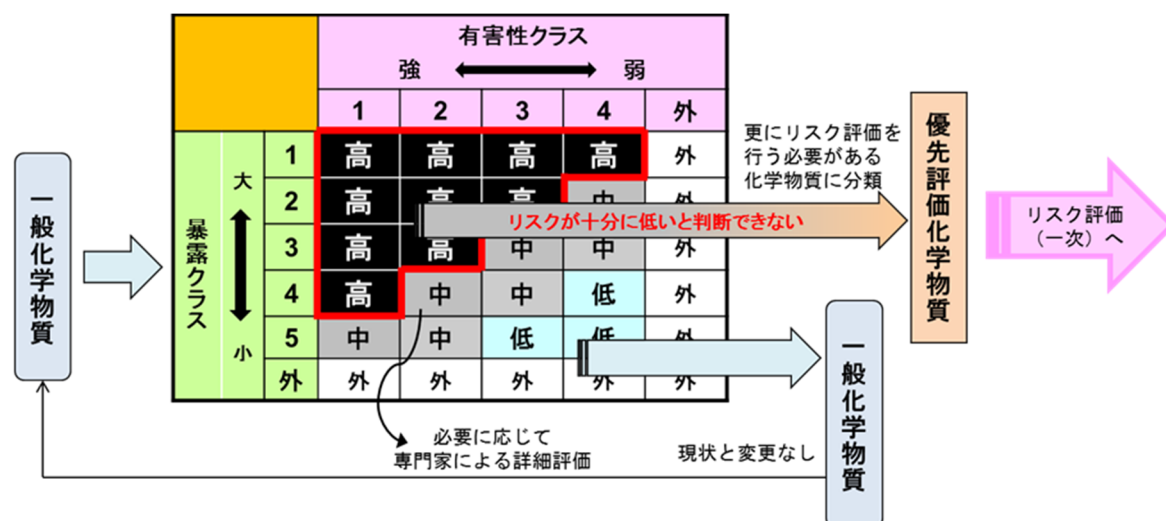 有害性クラス
強 弱
1 2 3 4 外
一般化学物質
暴露クラス
大
小
1 高 高 高 高 外
2 高 高 高 中 外
3 高 高 中 中 外
4 高 中 中 低 外
5 中 中 低 低 外
外 外 外 外 外 外
リスクが十分に低いと判断できない
更にリスク評価を
行う必要がある
化学物質に分類
優先評価化学物質
リスク評価
(一次)へ
一般化学物質
必要に応じて
専門家による詳細評価
現状と変更なし